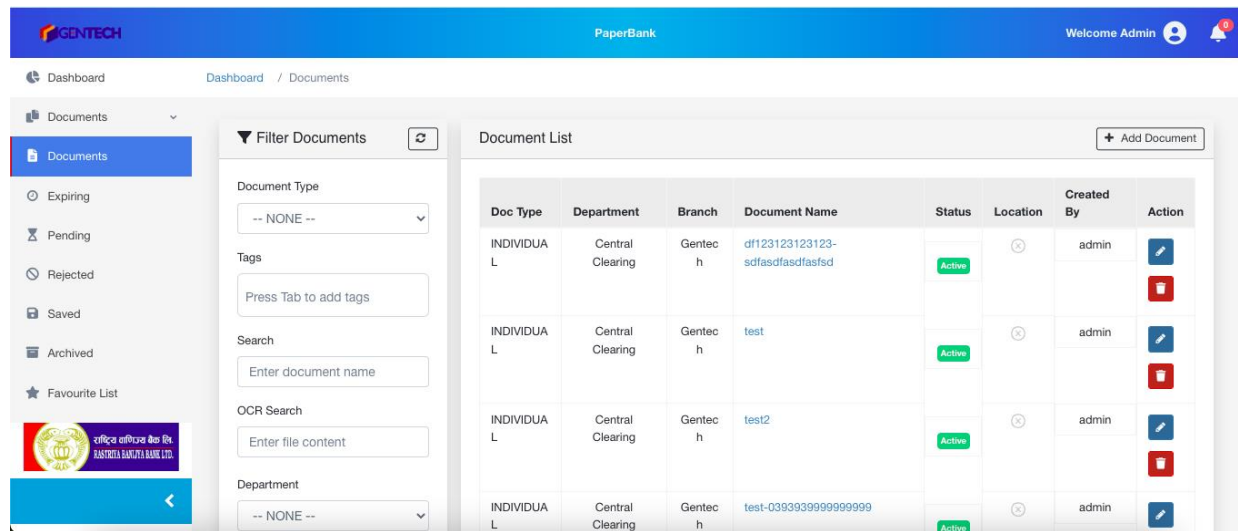 GENTECH
PaperBank
Welcome Admin
0
Dashboard
Dashboard / Documents
Documents
Documents
Expiring
Pending
Rejected
Saved
Archived
Favourite List
राष्ट्रिय वाणिज्य बैंक लि.
RASTRIYA BANIJYA BANK LTD.
Filter Documents
Document Type
-- NONE --
Tags
Press Tab to add tags
Search
Enter document name
OCR Search
Enter file content
Department
-- NONE --
Document List
+ Add Document
Doc Type Department Branch Document Name Status Location Created By Action
INDIVIDUA
L
Central
Clearing
Gentec
h
df123123123123-
sdfasdfasdfasfsd
Active
admin
INDIVIDUA
L
Central
Clearing
Gentec
h
test
Active
admin
INDIVIDUA
L
Central
Clearing
Gentec
h
test2
Active
admin
INDIVIDUA
L
Central
Clearing
Gentec
h
test-0393939999999999
Active
admin